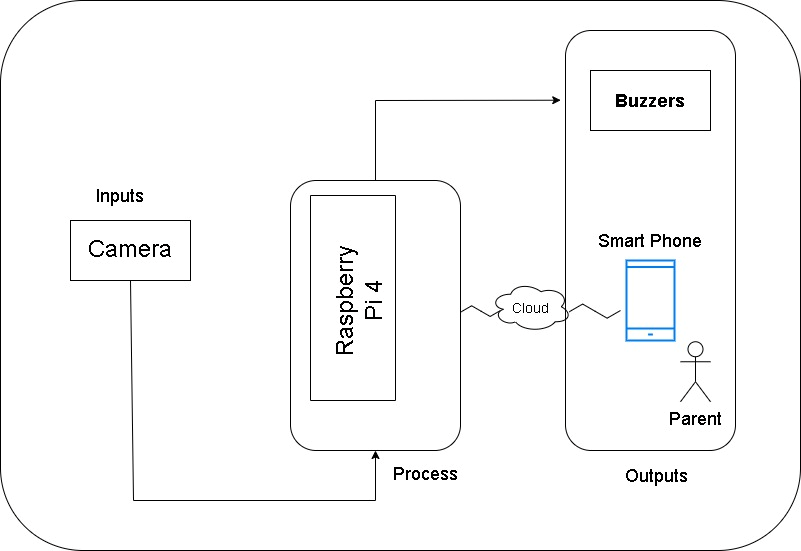 Inputs
Camera
Raspberry
Pi 4
Process
Cloud
Buzzers
Smart Phone
Parent
Outputs